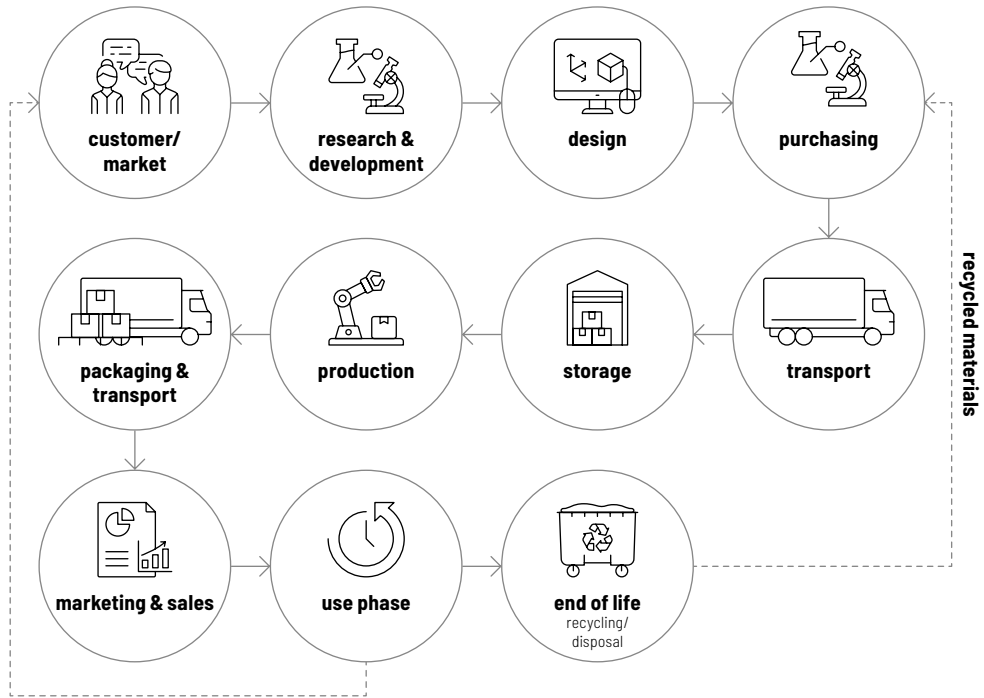 customer/
market
research &
development
design
purchasing
packaging &
transport
production
storage
transport
recycled materials
marketing & sales
use phase
end of life
recycling/
disposal